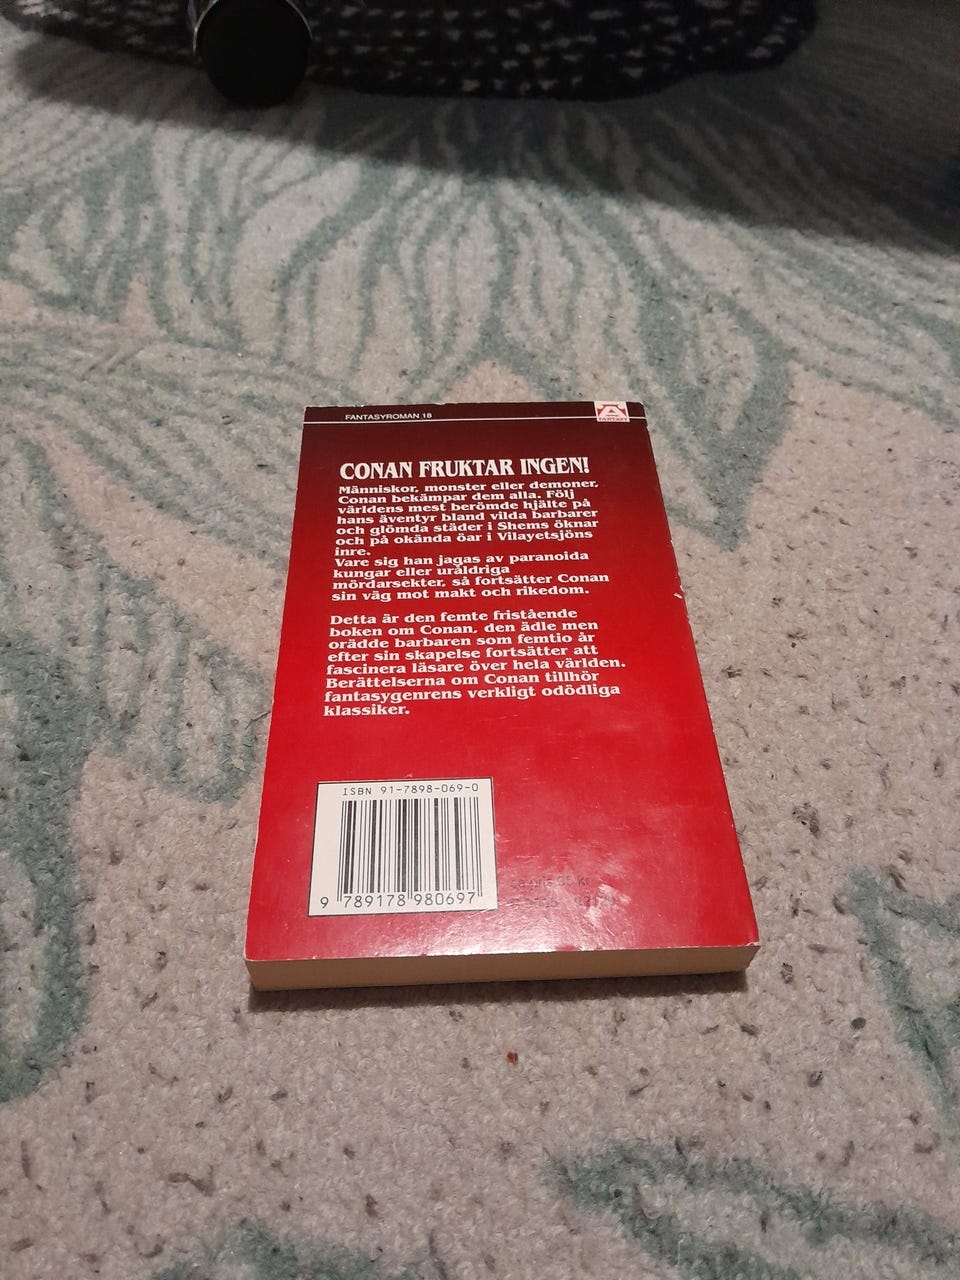 FANTASYROMAN 18
A
FANTASY
CONAN FRUKTAR INGEN!
Människor, monster eller demoner,
Conan bekämpar dem alla. Följ
världens mest berömde hjälte på
hans äventyr bland vilda barbarer
och glömda städer i Shems öknar
och på okända öar i Vilayetsjöns
inre.
Vare sig han jagas av paranoida
kungar eller uråldriga
mördarsekter, så fortsätter Conan
sin väg mot makt och rikedom.
Detta är den femte fristående
boken om Conan, den ädle men
orädde barbaren som femtio år
efter sin skapelse fortsätter att
fascinera läsare över hela världen.
Berättelserna om Conan tillhör
fantasygenrens verkligt odödliga
klassiker.
ISBN 91-7898-069-0
9 789178 980697